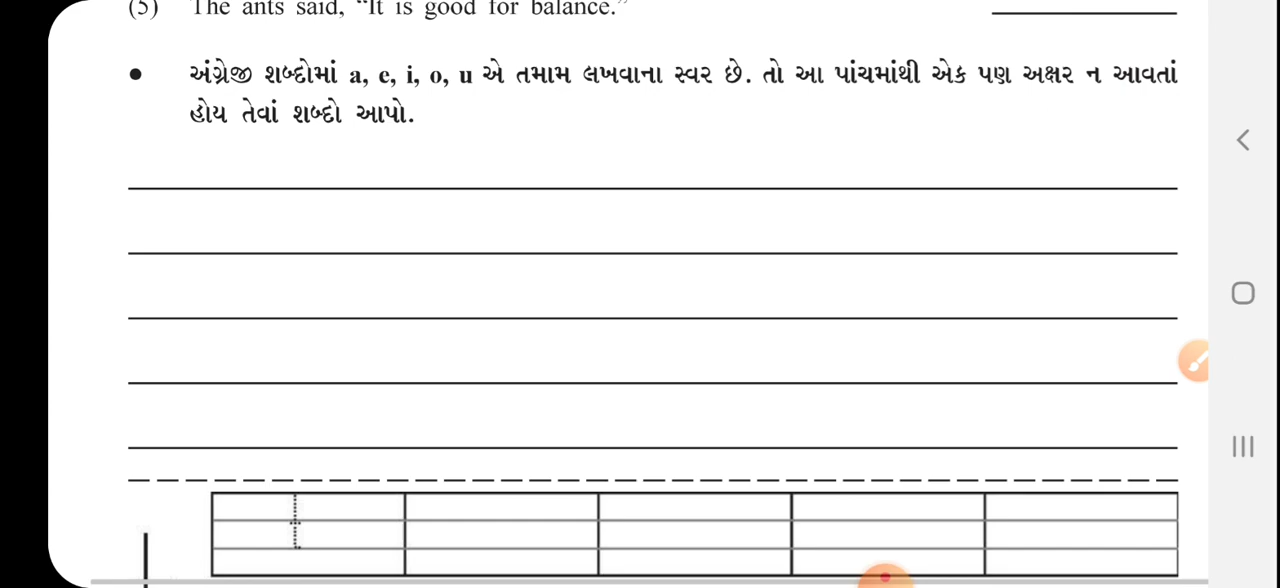 (5) The ants said, “It is good for balance.”
● અંગ્રેજી શબ્દોમાં a, e, i, o, u એ તમામ લખવાના સ્વર છે. તો આ પાંચમાંથી એક પણ અક્ષર ન આવતાં
હોય તેવાં શબ્દો આપો.
t